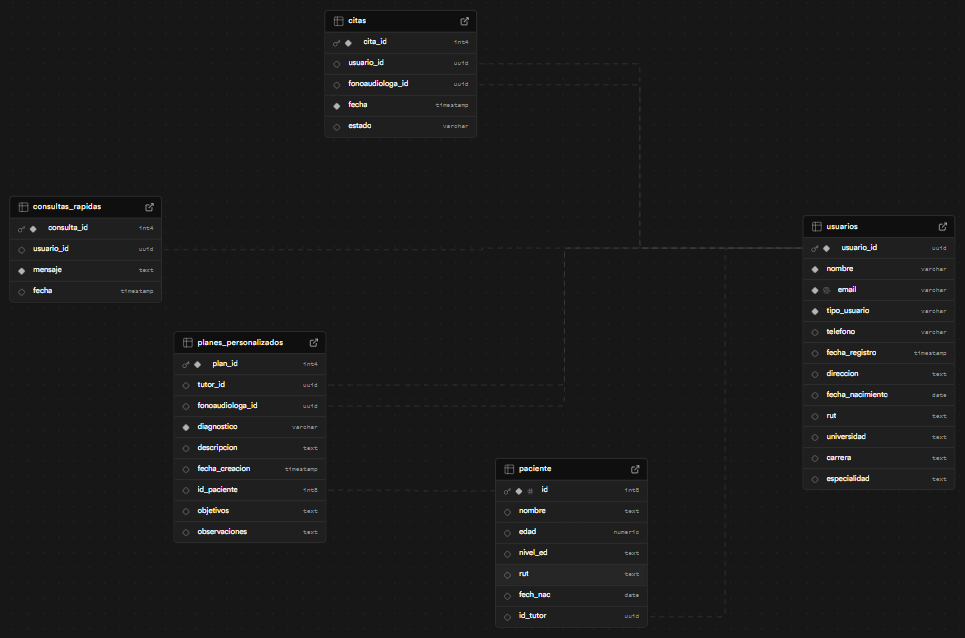 citas
cita_id int4
usuario_id uuid
fonoaudiologa_id uuid
fecha timestamp
estado varchar
consultas_rapidas
consulta_id int4
usuario_id uuid
mensaje text
fecha timestamp
usuarios
usuario_id uuid
nombre varchar
email varchar
tipo_usuario varchar
telefono varchar
fecha_registro timestamp
direccion text
fecha_nacimiento date
rut text
universidad text
carrera text
especialidad text
planes_personalizados
plan_id int4
tutor_id uuid
fonoaudiologa_id uuid
diagnostico varchar
descripcion text
fecha_creacion timestamp
id_paciente int8
objetivos text
observaciones text
paciente
# id int8
nombre text
edad numeric
nivel_ed text
rut text
fech_nac date
id_tutor uuid